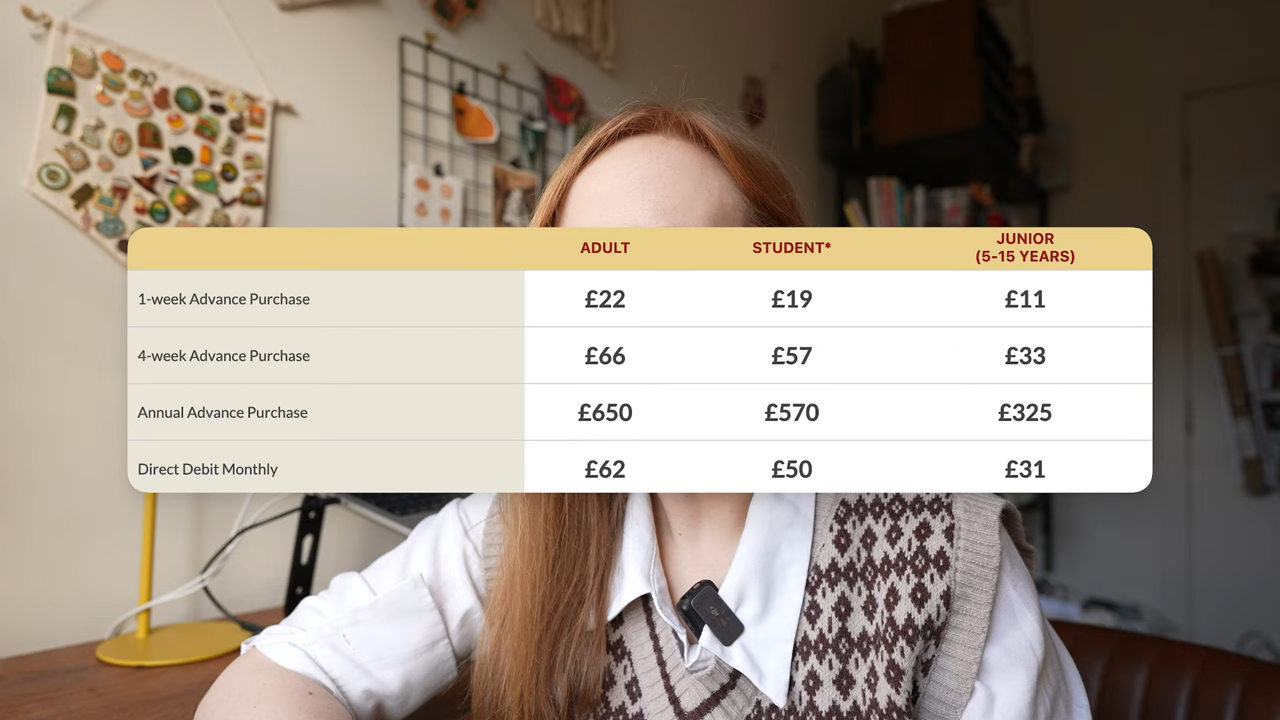 ADULT STUDENT* JUNIOR
(5-15 YEARS)
1-week Advance Purchase £22 £19 £11
4-week Advance Purchase £66 £57 £33
Annual Advance Purchase £650 £570 £325
Direct Debit Monthly £62 £50 £31